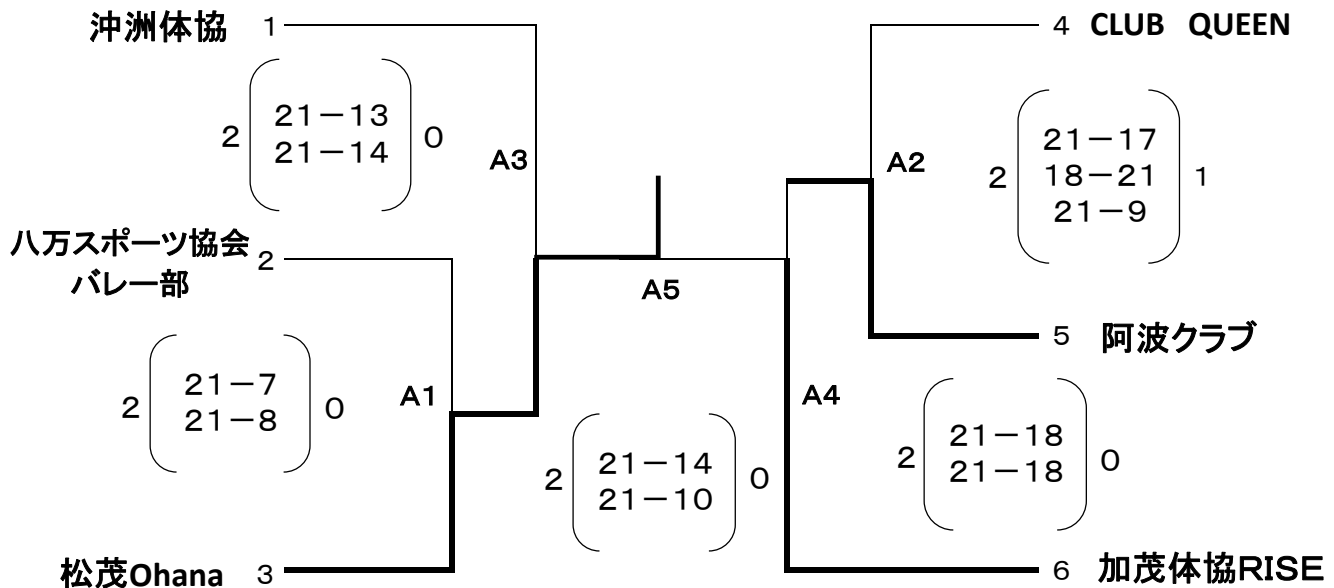 沖洲体協 1
2 21－13 0
21－14
A3
八万スポーツ協会 2
バレー部
2 21－7 0
21－8
A1
松茂Ohana 3
A5
2 21－14 0
21－10
4 CLUB QUEEN
A2
2 21－17 1
18－21
21－9
5 阿波クラブ
A4
2 21－18 0
21－18
6 加茂体協RISE